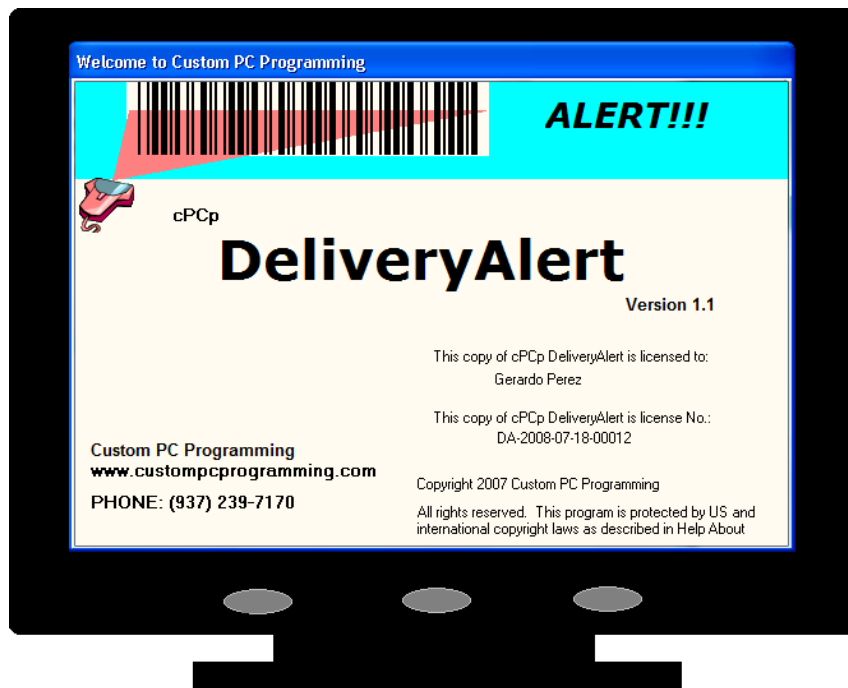 Welcome to Custom PC Programming
ALERT!!!
cPCp
DeliveryAlert
Version 1.1
This copy of cPCp DeliveryAlert is licensed to:
Gerardo Perez
This copy of cPCp DeliveryAlert is license No.:
DA-2008-07-18-00012
Custom PC Programming
www.custompcprogramming.com
PHONE: (937) 239-7170
Copyright 2007 Custom PC Programming
All rights reserved.  This program is protected by US and
international copyright laws as described in Help About